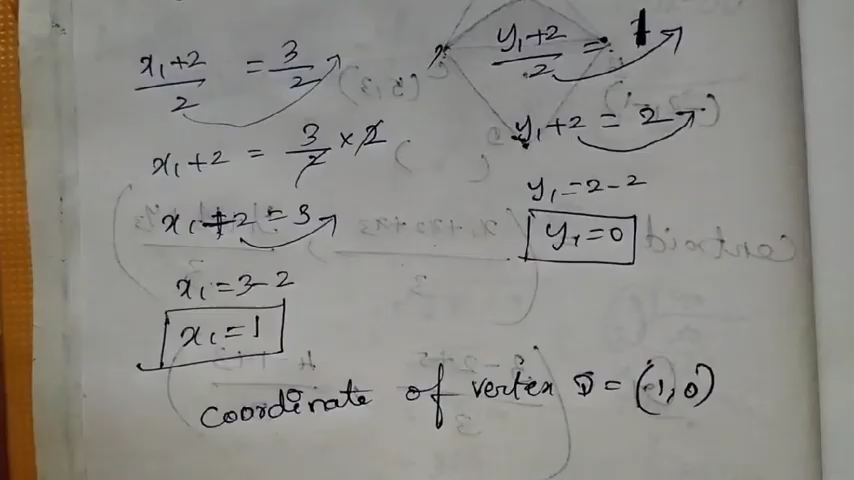 x₁+2/2 = 3/2
x₁+2 = 3/2 × 2
x₁+2 = 3
x₁ = 3-2
x₁ = 1
y₁+2/2 = 1
y₁+2 = 2
y₁ = 2-2
y₁ = 0
coordinate of vertex D = (1,0)